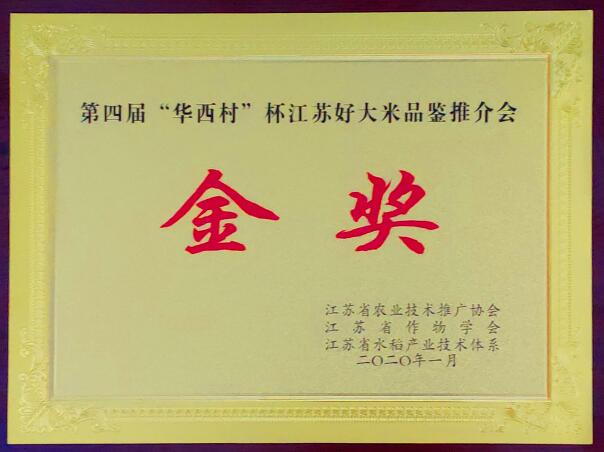 第四届“华西村”杯江苏好大米品鉴推介会
金奖
江苏省农业技术推广协会
江苏省作物学会
江苏省水稻产业技术体系
二〇二〇年一月